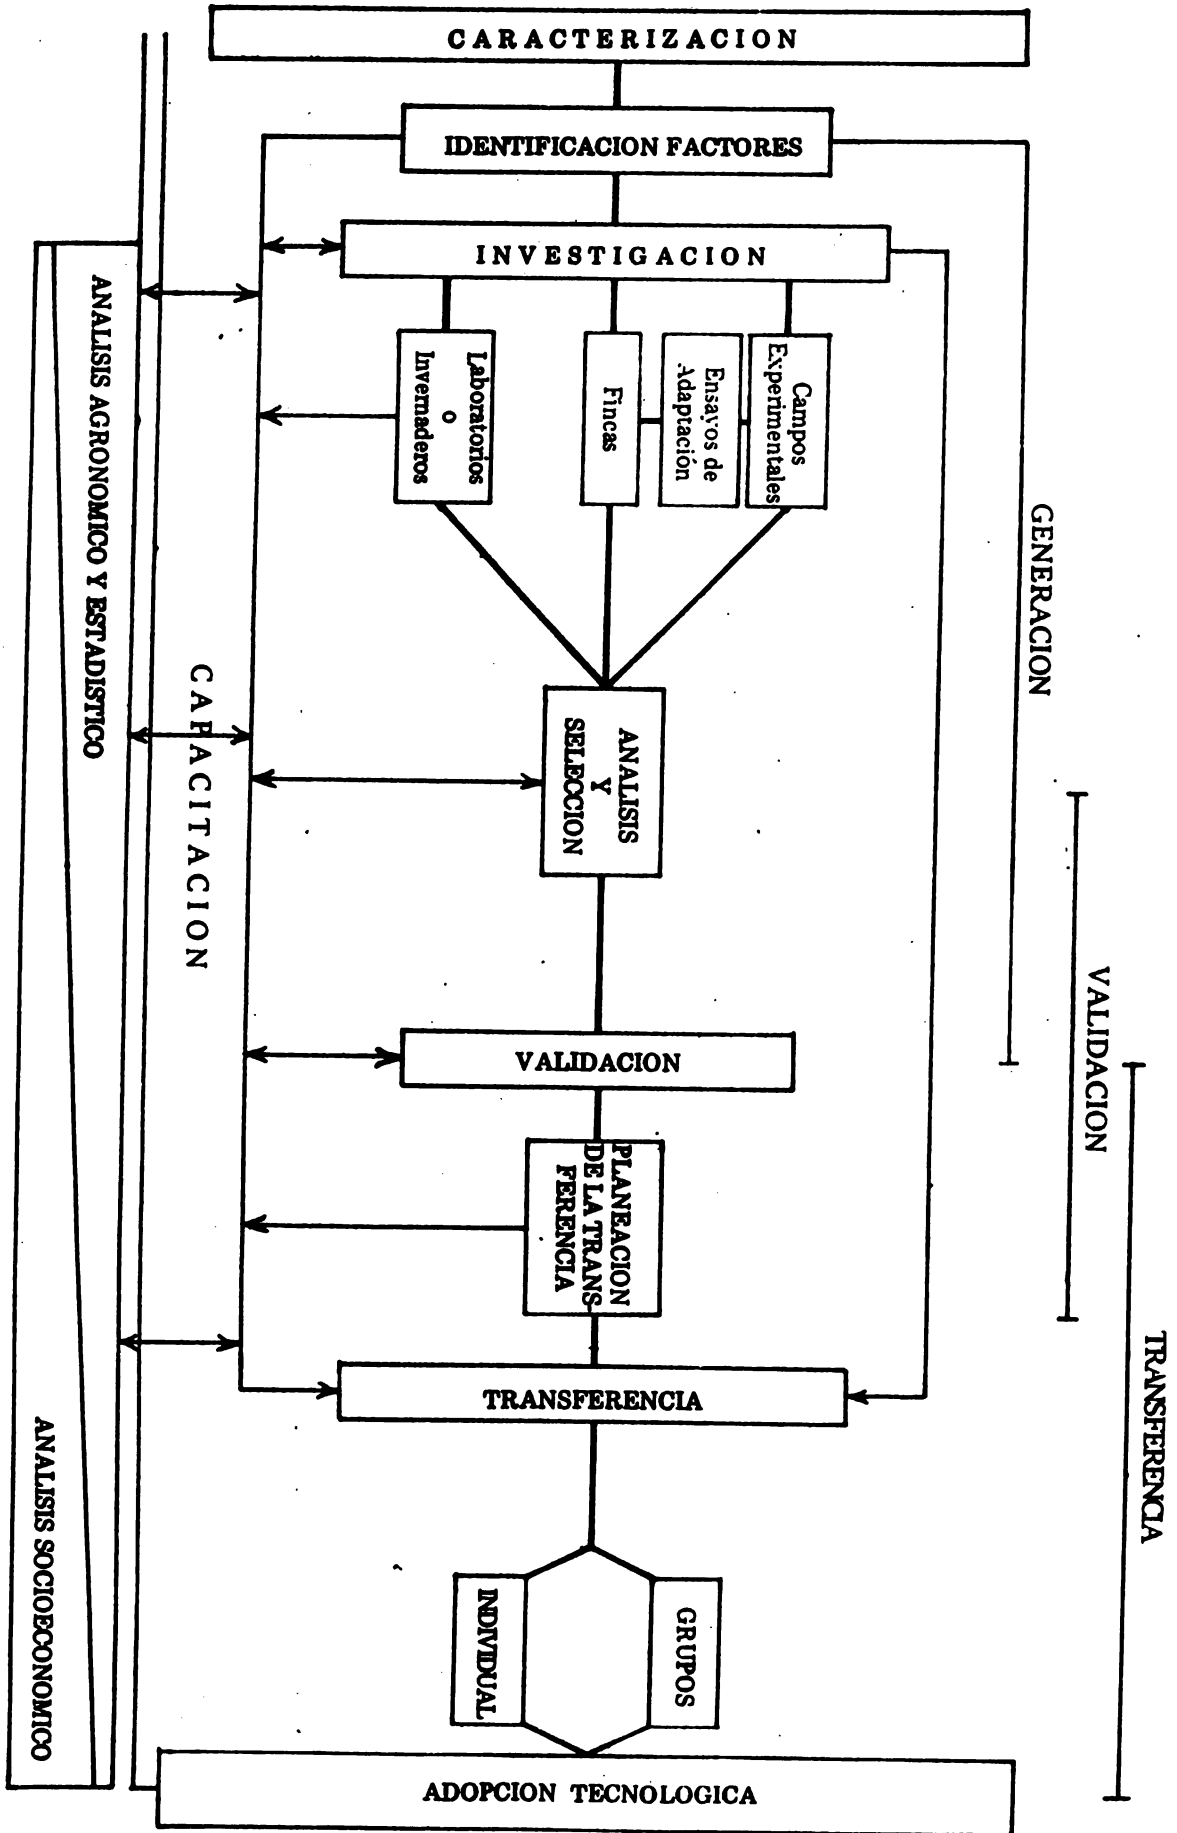 CARACTERIZACION
IDENTIFICACION FACTORES
INVESTIGACION
Laboratorios
o
Invernaderos
Fincas
Ensayos de
Adaptación
Campos
Experimentales
GENERACION
ANALISIS AGRONOMICO Y ESTADISTICO
CAPACITACION
ANALISIS
Y
SELECCION
VALIDACION
VALIDACION
PLANEACION
DE LA TRANS
FERENCIA
TRANSFERENCIA
TRANSFERENCIA
ANALISIS SOCIOECONOMICO
INDIVIDUAL
GRUPOS
ADOPCION TECNOLOGICA